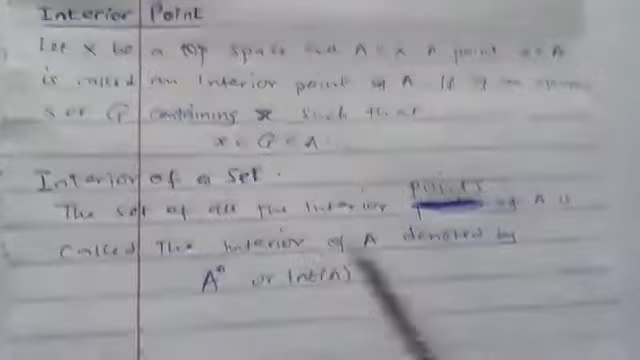 Interior Point
Let X be a top space and A ⊂ X A point x ∈ A
is called an Interior point of A. If ∃ an open
set G containing x such that
x ∈ G ⊂ A.
Interior of a Set.
The set of all the Interior points of A is
called The Interior of A denoted by
A° or Int(A)